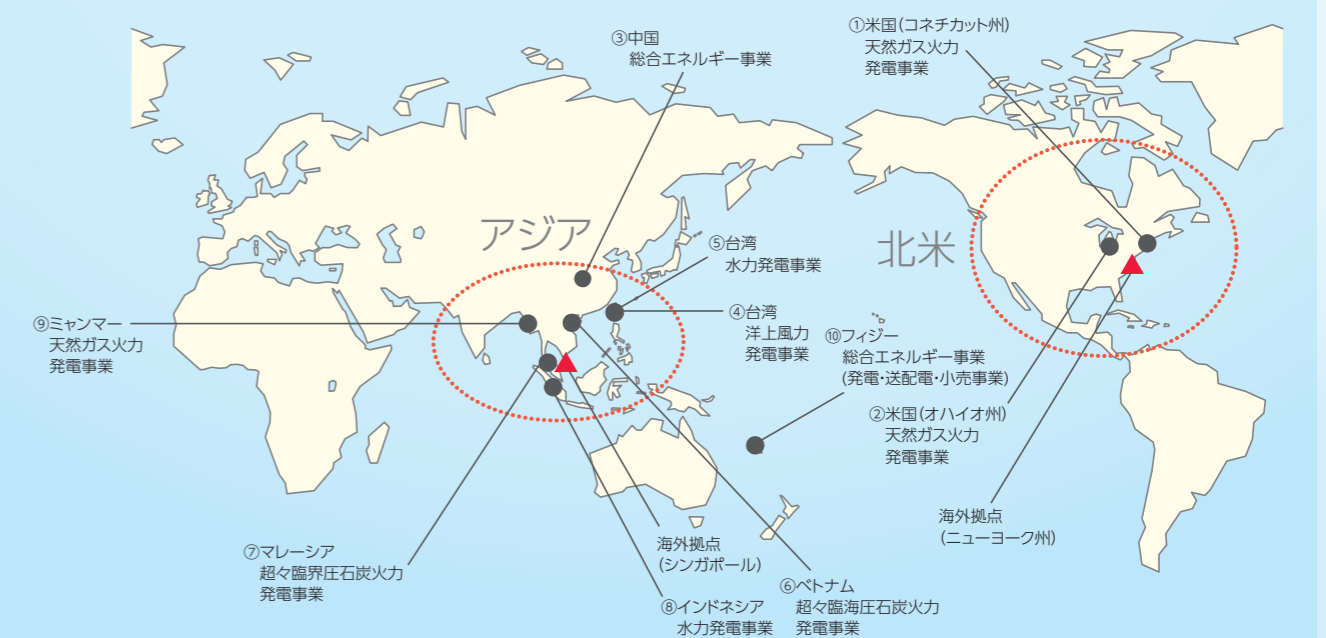 ①米国(コネチカット州)
天然ガス火力
発電事業
③中国
総合エネルギー事業
アジア
北米
⑤台湾
水力発電事業
④台湾
洋上風力
発電事業
⑨ミャンマー
天然ガス火力
発電事業
⑩フィジー
総合エネルギー事業
(発電・送配電・小売事業)
②米国(オハイオ州)
天然ガス火力
発電事業
海外拠点
(ニューヨーク州)
⑦マレーシア
超々臨界圧石炭火力
発電事業
海外拠点
(シンガポール)
⑥ベトナム
超々臨海圧石炭火力
発電事業
⑧インドネシア
水力発電事業